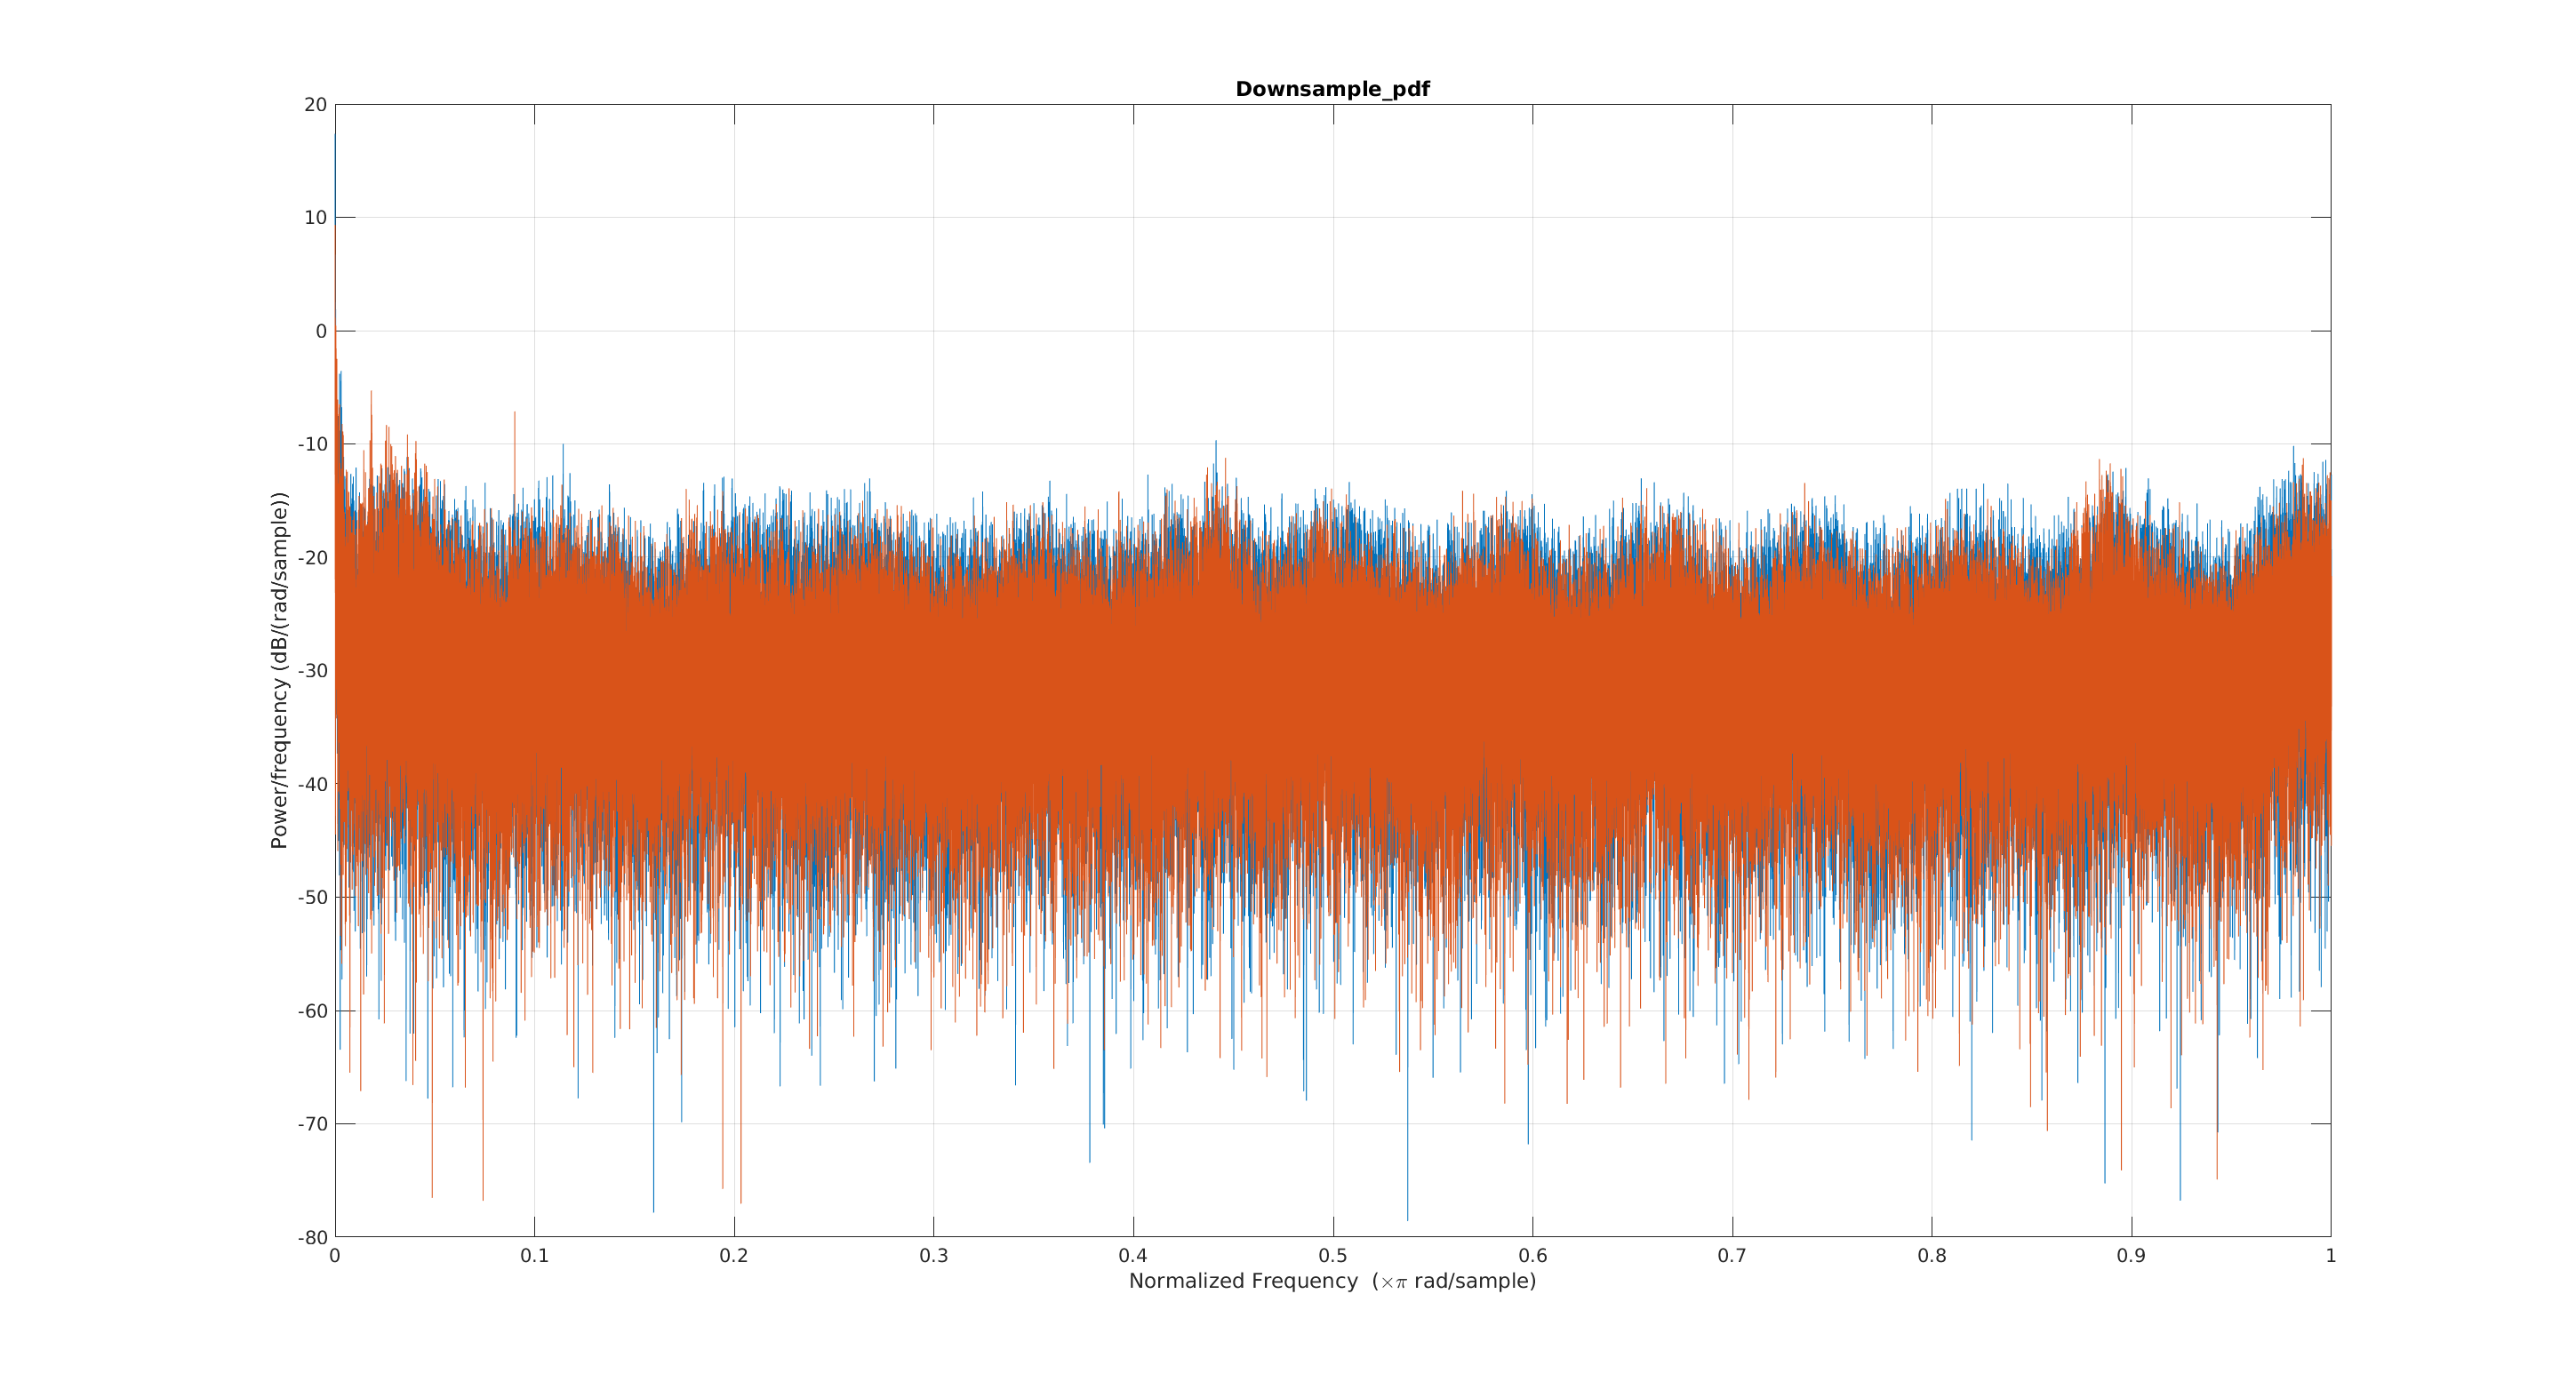 Downsample_pdf
20
10
0
-10
-20
-30
-40
-50
-60
-70
-80
Power/frequency (dB/(rad/sample))
0 0.1 0.2 0.3 0.4 0.5 0.6 0.7 0.8 0.9 1
Normalized Frequency (×π rad/sample)